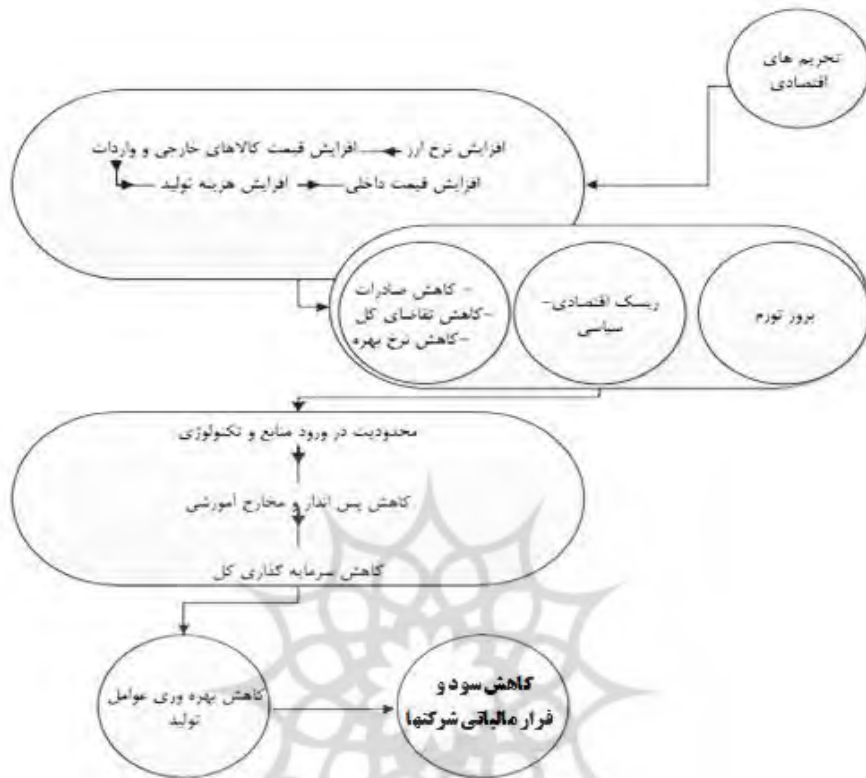 تحریم های
اقتصادی
افزایش نرخ ارز افزایش قیمت کالاهای خارجی و واردات
افزایش هزینه تولید افزایش قیمت داخلی
- کاهش صادرات
-کاهش تقاضای کل
-کاهش نرخ بهره
ریسک اقتصادی-
سیاسی
بروز تورم
محدودیت در ورود منابع و تکنولوژی
کاهش پس انداز و مخارج آموزشی
کاهش سرمایه گذاری کل
کاهش بهره وری عوامل
تولید
کاهش سود و
فرار مالیاتی شرکتها